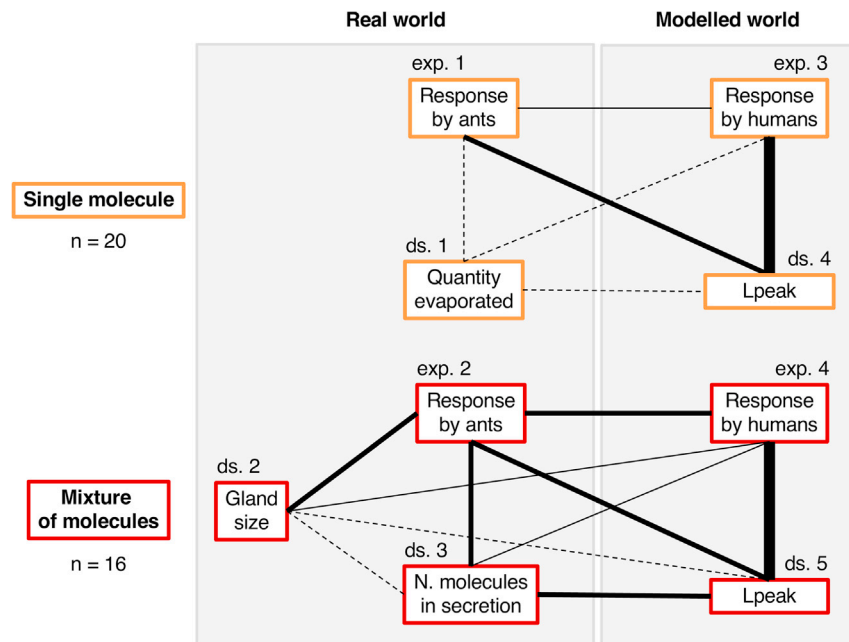 Real world
Modelled world
exp. 1
exp. 3
Response
by ants
Response
by humans
Single molecule
n = 20
ds. 1
ds. 4
Quantity
evaporated
Lpeak
exp. 2
exp. 4
Response
by ants
Response
by humans
ds. 2
Gland
size
Mixture
of molecules
n = 16
ds. 3
ds. 5
N. molecules
in secretion
Lpeak